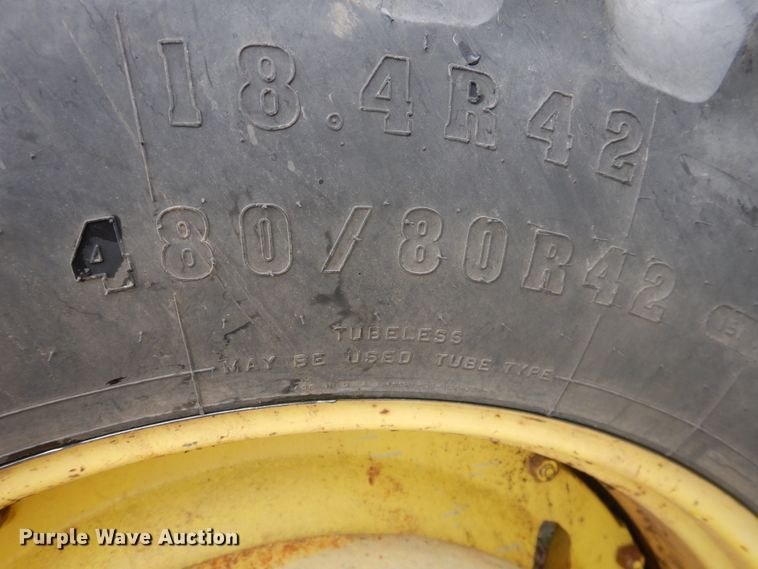 18.4R42
480/80R42
TUBELESS
MAY BE USED TUBE TYPE
Purple Wave Auction®